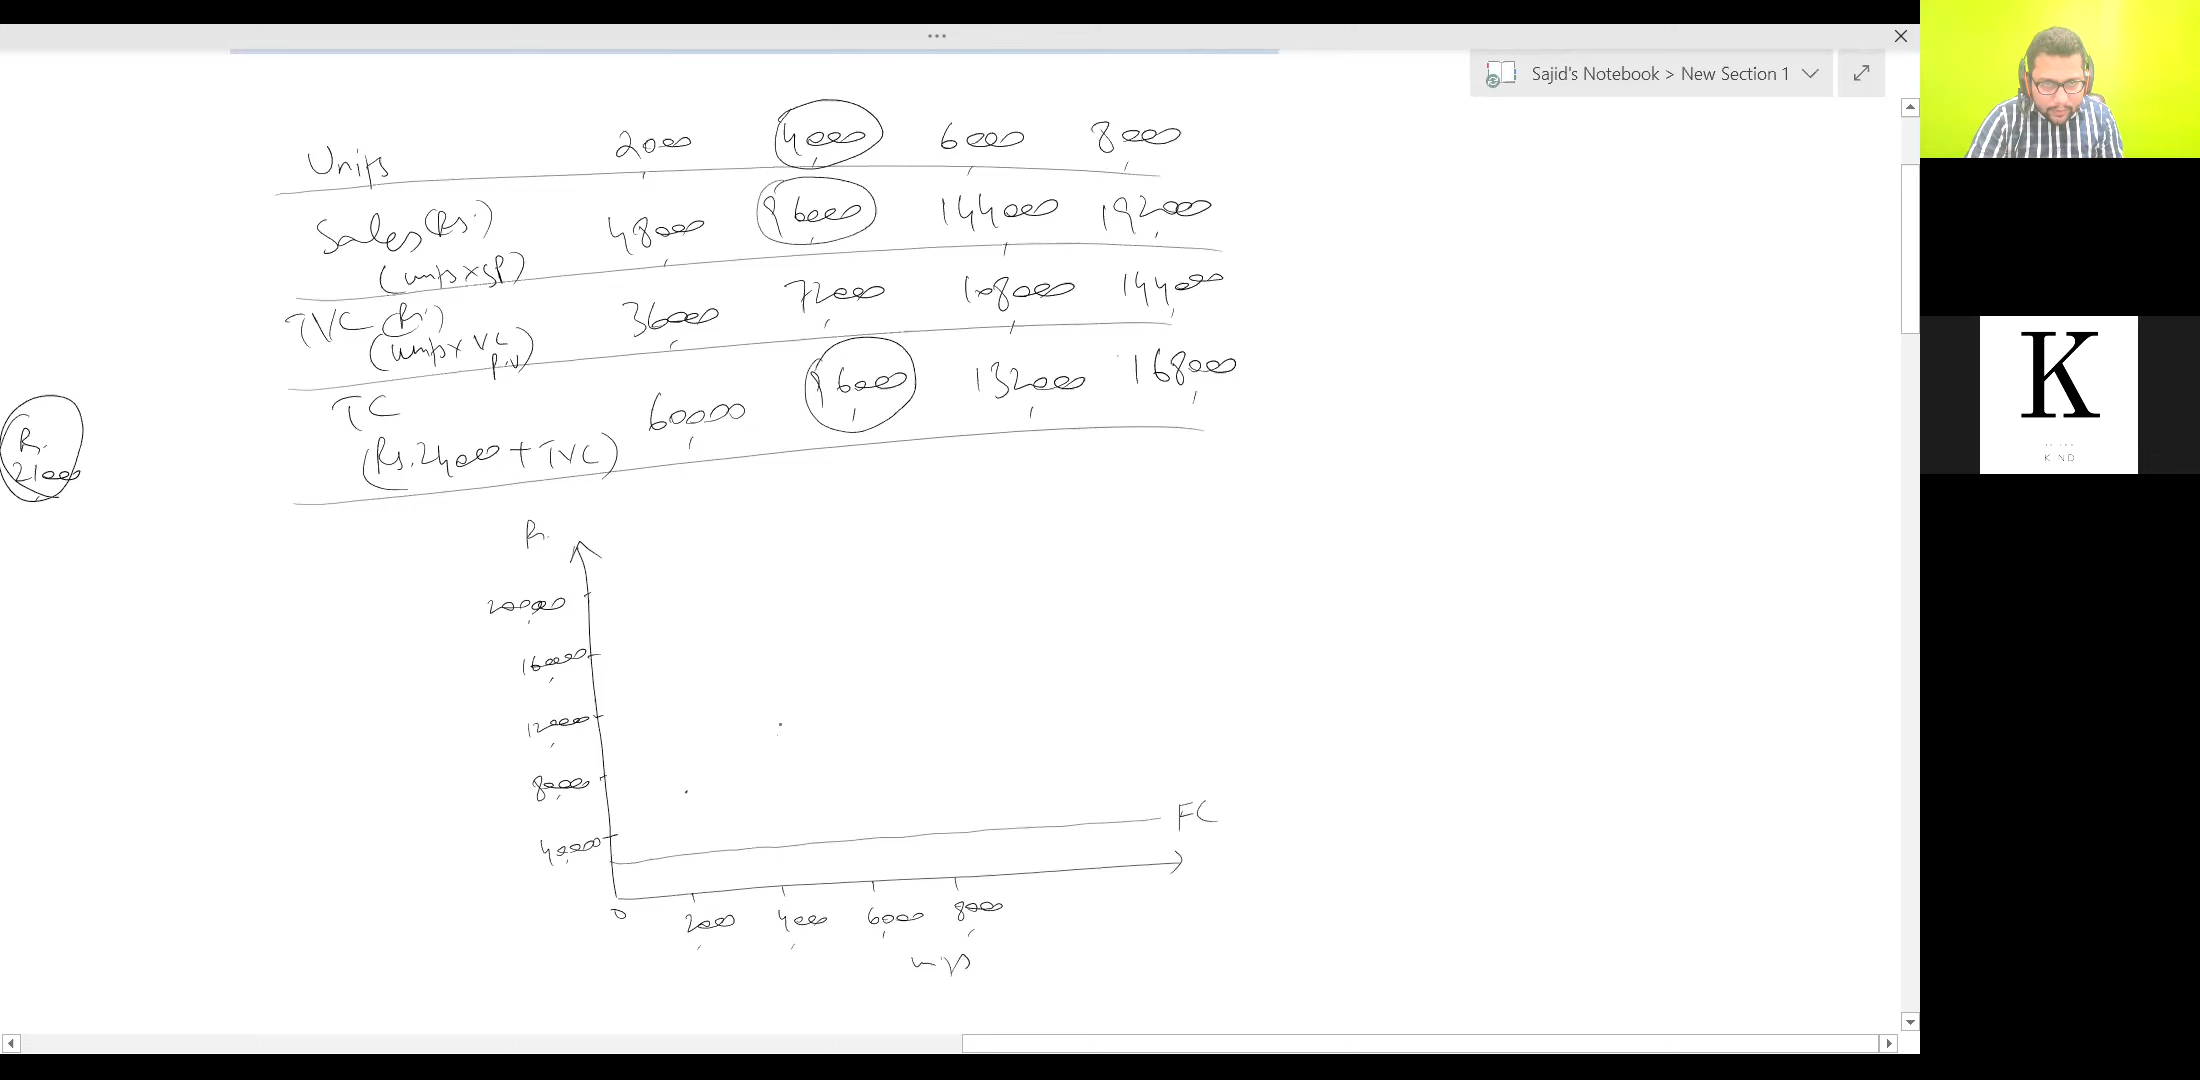 Sajid's Notebook > New Section 1
Units 2000 4000 6000 8000
Sales (Rs.) 48000 96000 144000 192000
(units x SP)
TVC (Rs.) 36000 72000 108000 144000
(units x VC
p.u)
TC 60000 96000 132000 168000
(Rs. 24000 + TVC)
Rs.
21000
Rs.
200000
160000
120000
80000
40000
FC
0 2000 4000 6000 8000
units
K
KIND